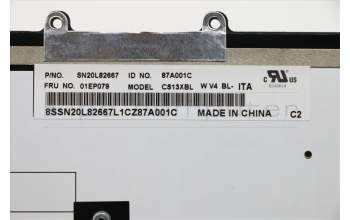 P/NO. SN20L82667 ID NO. 87A001C
FRU NO. 01EP079 MODEL CS13XBL W V4 BL- ITA
8SSN20L82667L1CZ87A001C MADE IN CHINA C2